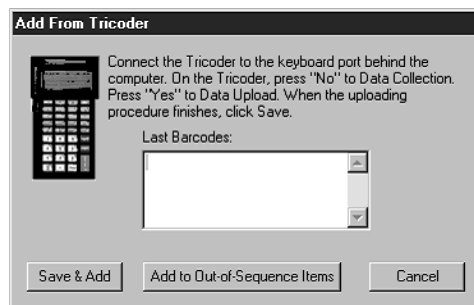 Add From Tricoder
Connect the Tricoder to the keyboard port behind the
computer. On the Tricoder, press "No" to Data Collection.
Press "Yes" to Data Upload. When the uploading
procedure finishes, click Save.
Last Barcodes:
Save & Add Add to Out-of-Sequence Items Cancel